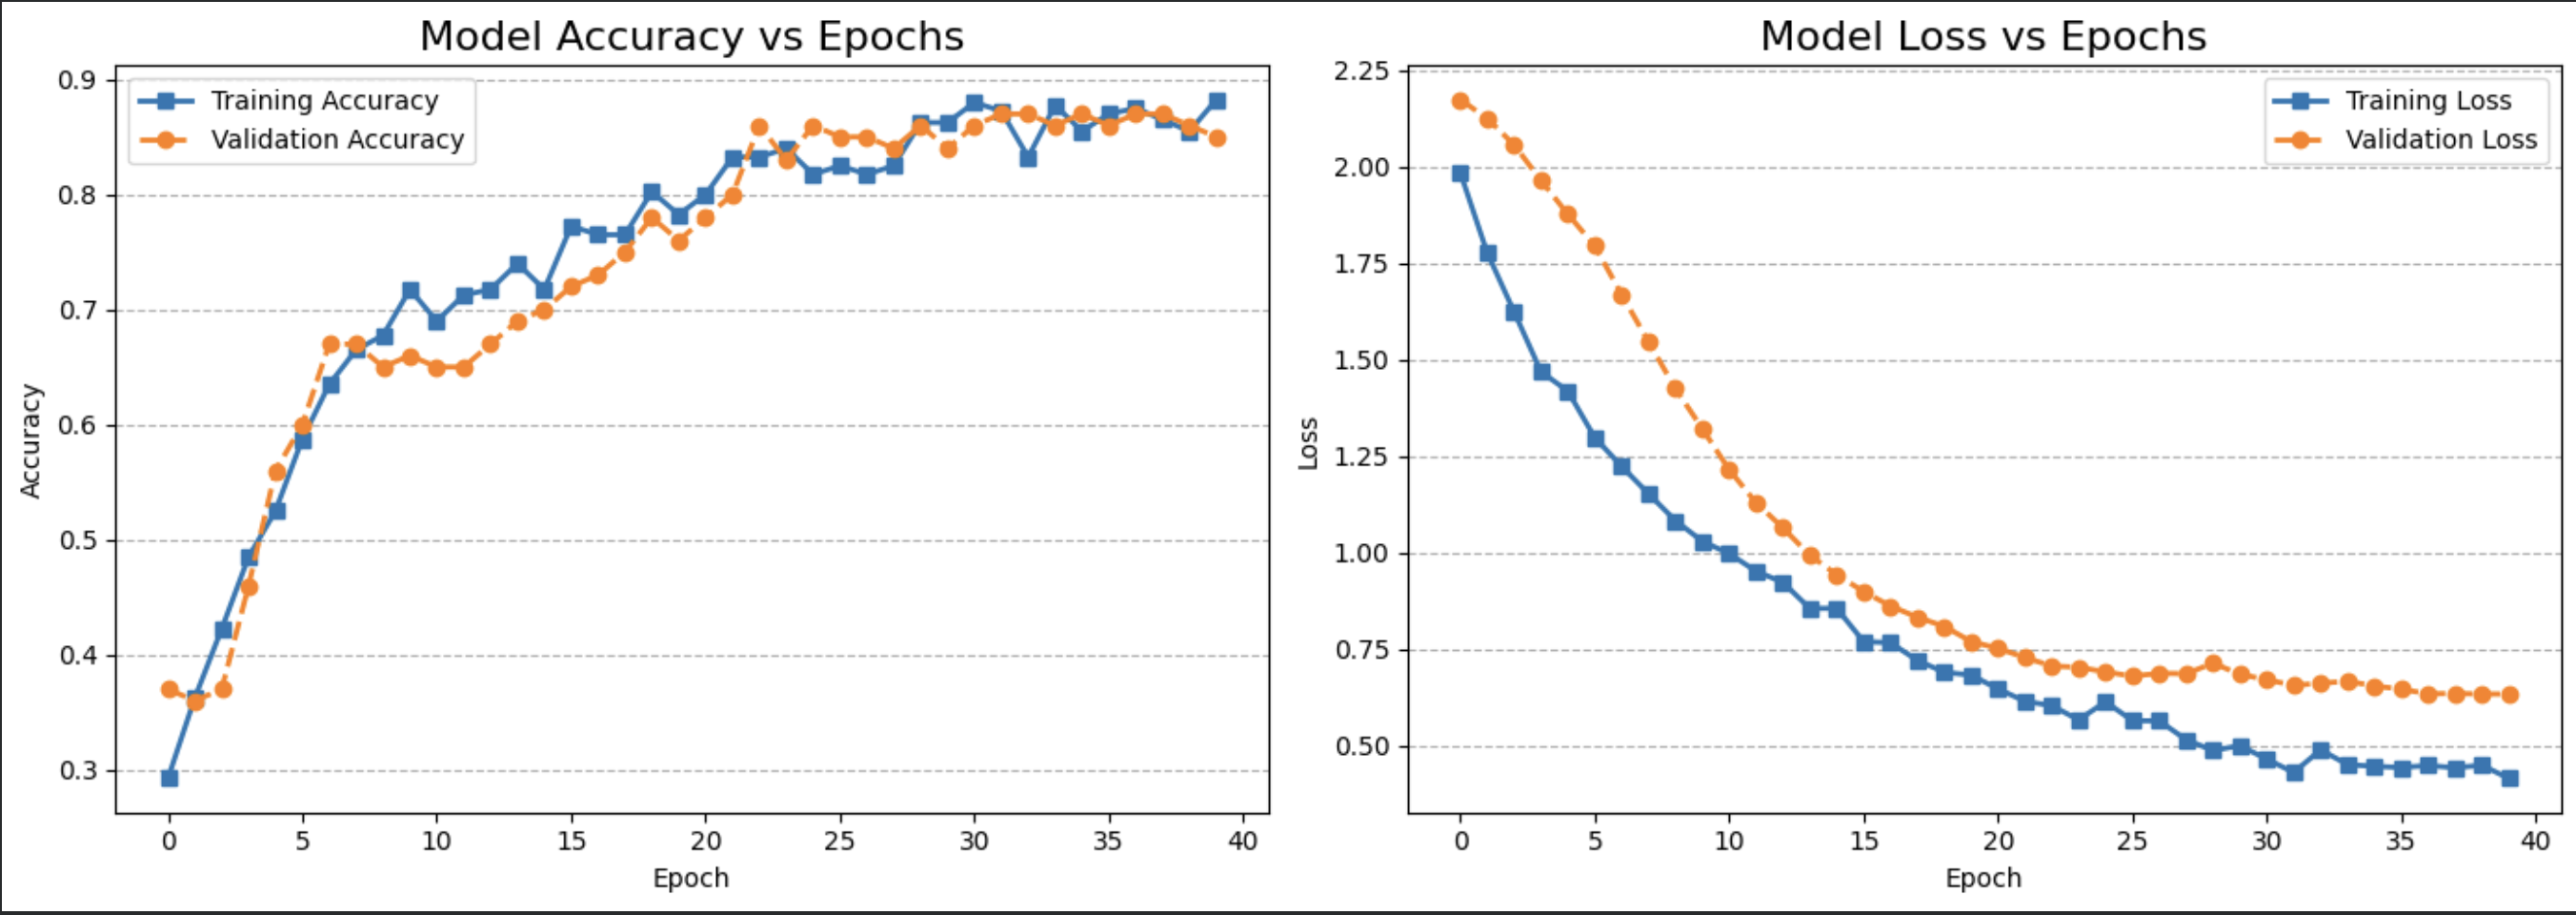 Model Accuracy vs Epochs
Training Accuracy
Validation Accuracy
0.9
0.8
0.7
0.6
0.5
0.4
0.3
Accuracy
0 5 10 15 20 25 30 35 40
Epoch
Model Loss vs Epochs
Training Loss
Validation Loss
2.25
2.00
1.75
1.50
1.25
1.00
0.75
0.50
Loss
0 5 10 15 20 25 30 35 40
Epoch